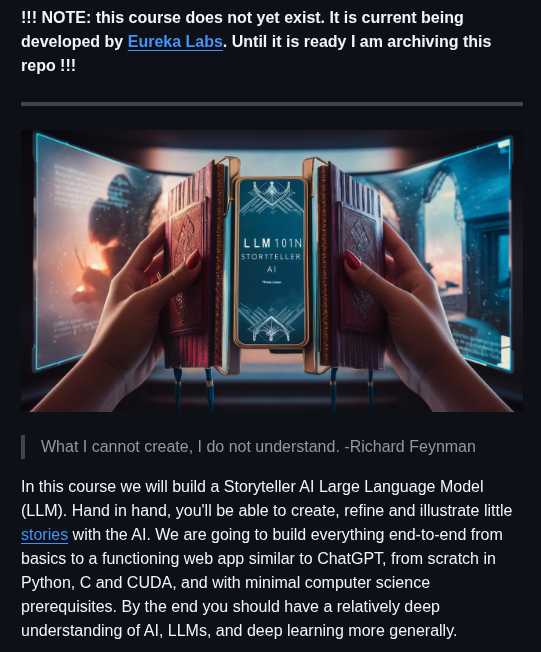 !!! NOTE: this course does not yet exist. It is current being
developed by Eureka Labs. Until it is ready I am archiving this
repo !!!
LLM 101N
STORYTELLER
AI
What I cannot create, I do not understand. -Richard Feynman
In this course we will build a Storyteller AI Large Language Model
(LLM). Hand in hand, you'll be able to create, refine and illustrate little
stories with the AI. We are going to build everything end-to-end from
basics to a functioning web app similar to ChatGPT, from scratch in
Python, C and CUDA, and with minimal computer science
prerequisites. By the end you should have a relatively deep
understanding of AI, LLMs, and deep learning more generally.